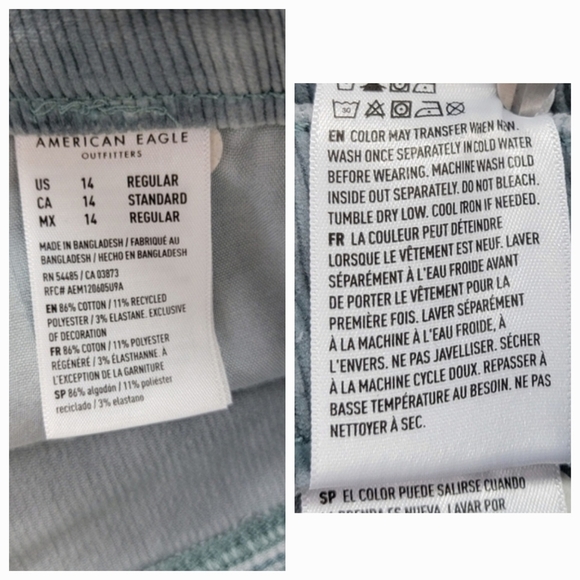 AMERICAN EAGLE
OUTFITTERS
US 14 REGULAR
CA 14 STANDARD
MX 14 REGULAR
MADE IN BANGLADESH / FABRIQUÉ AU
BANGLADESH / HECHO EN BANGLADESH
RN 54485 / CA 03873
RFC# AEM120605U9A
EN 86% COTTON / 11% RECYCLED
POLYESTER / 3% ELASTANE. EXCLUSIVE
OF DECORATION
FR 86% COTON / 11% POLYESTER
RÉGÉNÉRÉ / 3% ÉLASTHANNE. À
L'EXCEPTION DE LA GARNITURE
SP 86% algodón / 11% poliéster
reciclado / 3% elastano
EN COLOR MAY TRANSFER WHEN NEW.
WASH ONCE SEPARATELY IN COLD WATER
BEFORE WEARING. MACHINE WASH COLD
INSIDE OUT SEPARATELY. DO NOT BLEACH.
TUMBLE DRY LOW. COOL IRON IF NEEDED.
FR LA COULEUR PEUT DÉTEINDRE
LORSQUE LE VÊTEMENT EST NEUF. LAVER
SÉPARÉMENT À L'EAU FROIDE AVANT
DE PORTER LE VÊTEMENT POUR LA
PREMIÈRE FOIS. LAVER SÉPARÉMENT
À LA MACHINE À L'EAU FROIDE, À
L'ENVERS. NE PAS JAVELLISER. SÉCHER
À LA MACHINE CYCLE DOUX. REPASSER À
BASSE TEMPÉRATURE AU BESOIN. NE PAS
NETTOYER À SEC.
SP EL COLOR PUEDE SALIRSE CUANDO
LA PRENDA ES NUEVA. LAVAR POR